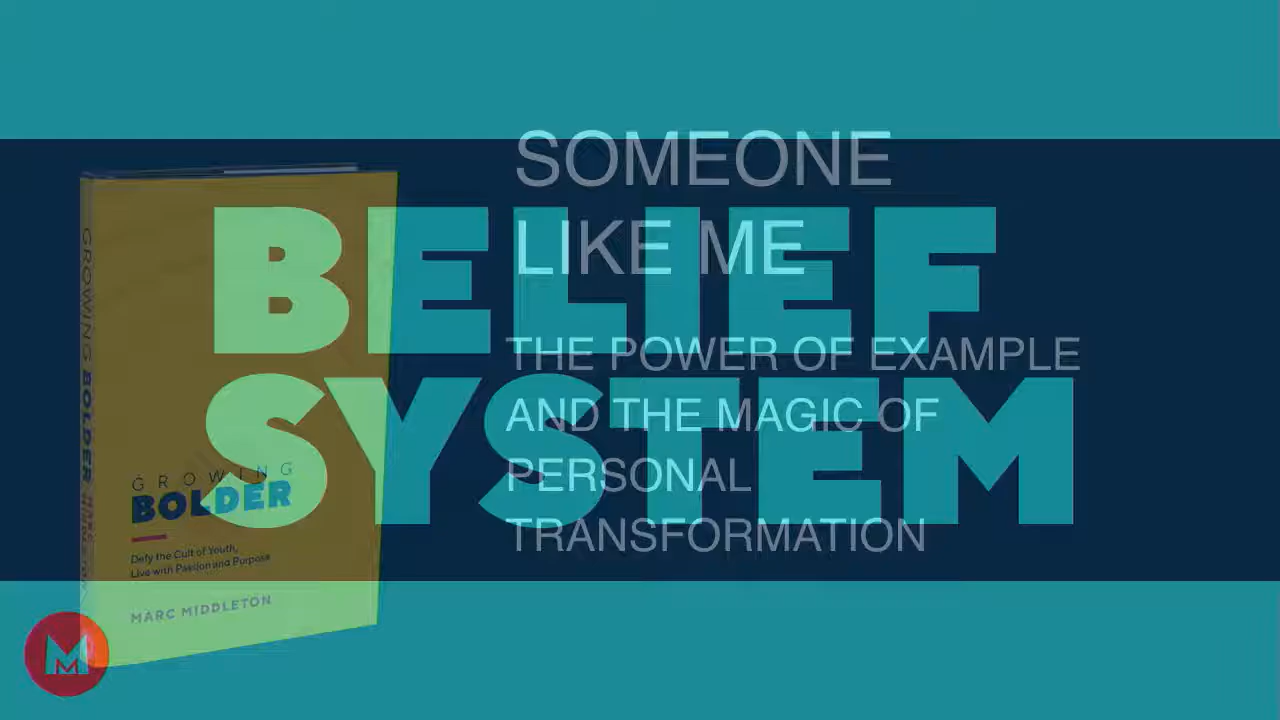 SOMEONE
LIKE ME
BELIEF
SYSTEM
THE POWER OF EXAMPLE
AND THE MAGIC OF
PERSONAL
TRANSFORMATION
GROWING BOLDER
GROWING
BOLDER
Defy the Cult of Youth,
Live with Passion and Purpose
MARC MIDDLETON
M